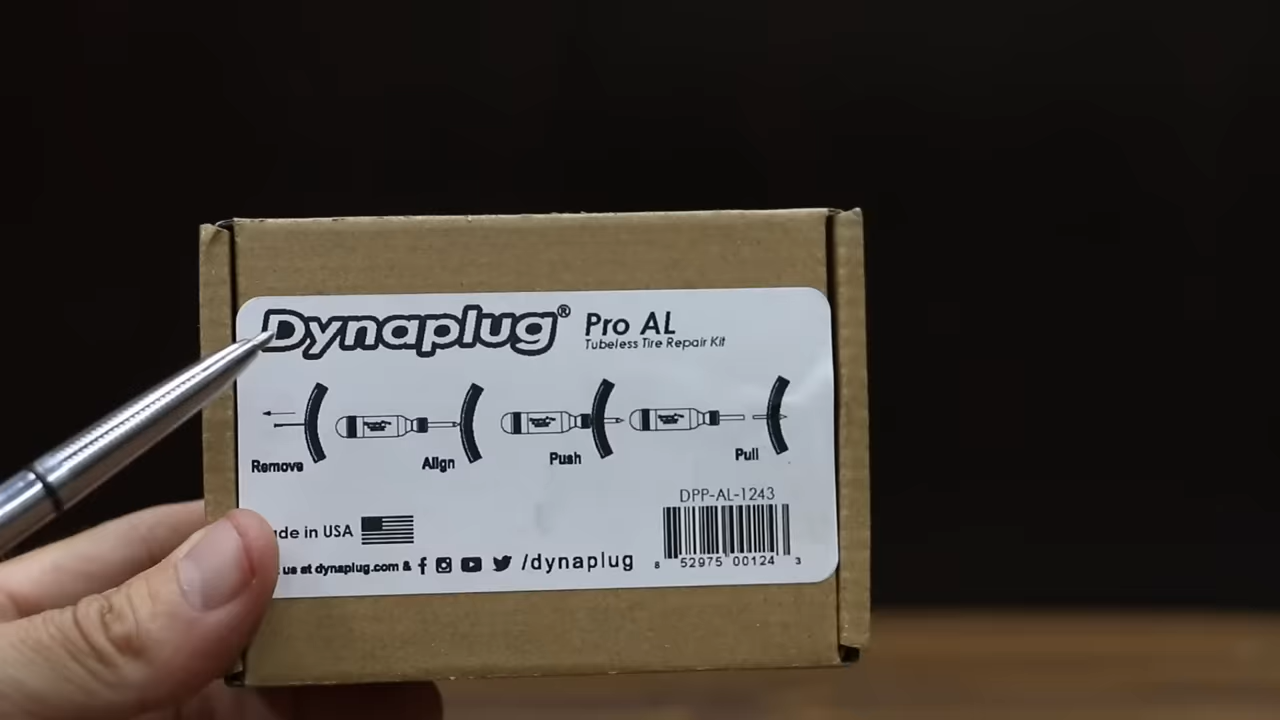 Dynaplug® Pro AL
Tubeless Tire Repair Kit
Remove Align Push Pull
DPP-AL-1243
de in USA
us at dynaplug.com & /dynaplug
8 52975 00124 3